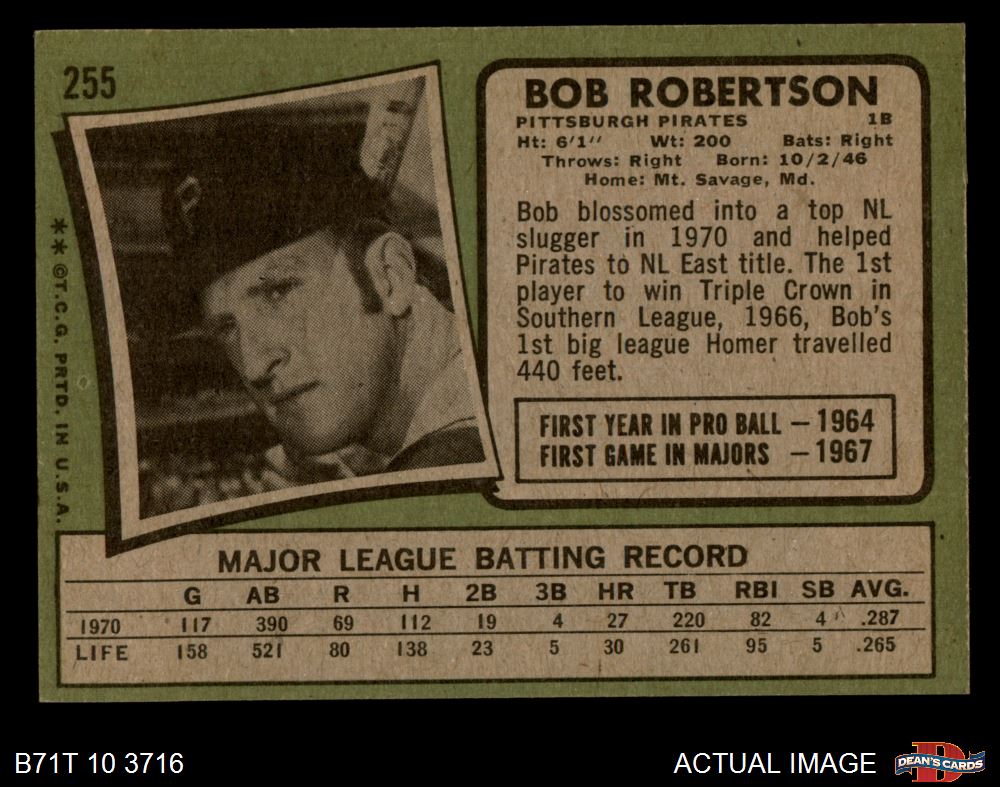 255
BOB ROBERTSON
PITTSBURGH PIRATES 1B
Ht: 6'1" Wt: 200 Bats: Right
Throws: Right Born: 10/2/46
Home: Mt. Savage, Md.
Bob blossomed into a top NL
slugger in 1970 and helped
Pirates to NL East title. The 1st
player to win Triple Crown in
Southern League, 1966, Bob's
1st big league Homer travelled
440 feet.
FIRST YEAR IN PRO BALL — 1964
FIRST GAME IN MAJORS — 1967
** ©T.C.G. PRTD. IN U.S.A.
MAJOR LEAGUE BATTING RECORD
G AB R H 2B 3B HR TB RBI SB AVG.
1970 117 390 69 112 19 4 27 220 82 4 .287
LIFE 158 521 80 138 23 5 30 261 95 5 .265
B71T 10 3716
ACTUAL IMAGE
D
DEAN'S CARDS